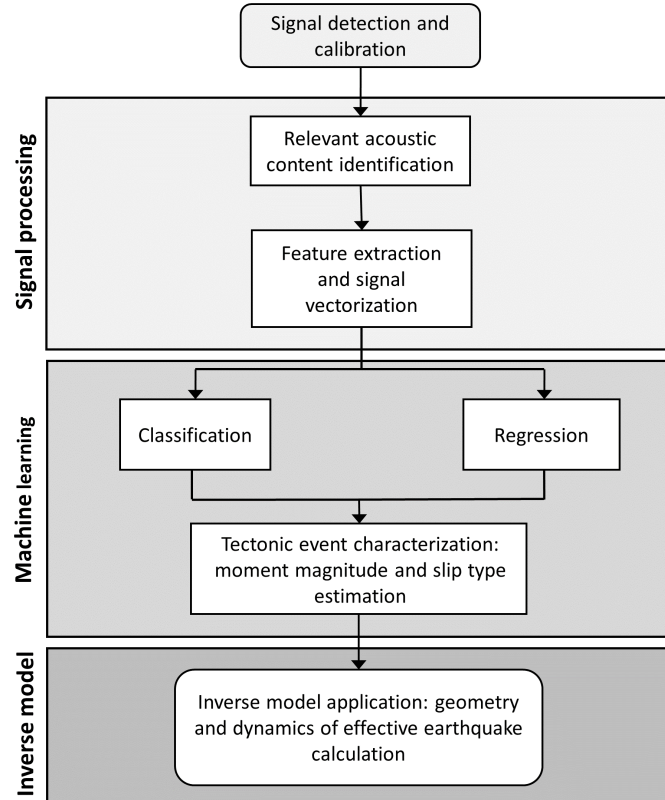 Signal detection and
calibration
Signal processing
Relevant acoustic
content identification
Feature extraction
and signal
vectorization
Machine learning
Classification
Regression
Tectonic event characterization:
moment magnitude and slip type
estimation
Inverse model
Inverse model application: geometry
and dynamics of effective earthquake
calculation